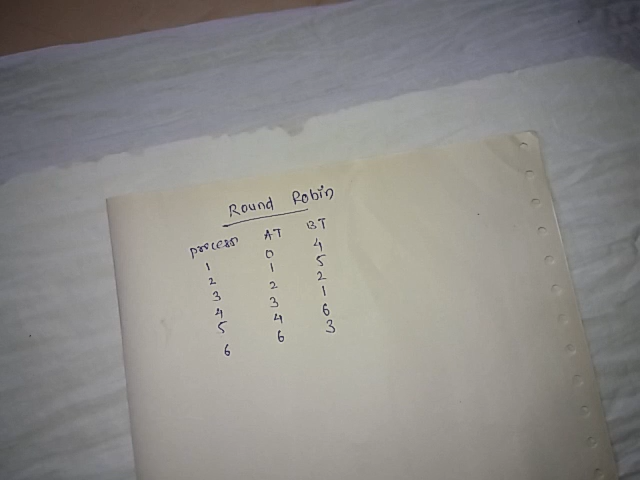 Round Robin
process AT BT
1 0 4
2 1 5
3 2 2
4 3 1
5 4 6
6 6 3